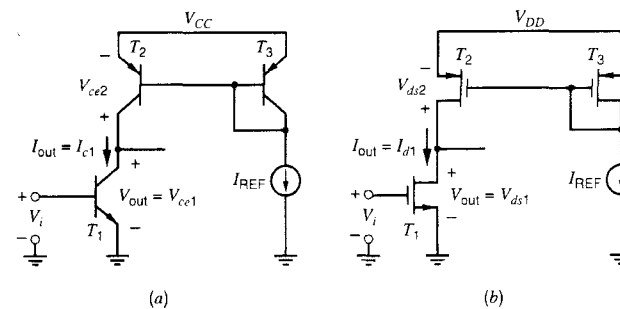 V_CC
V_DD
− T_2
T_3
− T_2
T_3
V_ce2
V_ds2
+
+
I_out = I_c1
+
I_out = I_d1
+
I_REF
I_REF
+
V_out = V_ce1
+
V_out = V_ds1
V_i
V_i
− T_1 −
− T_1 −
(a)
(b)